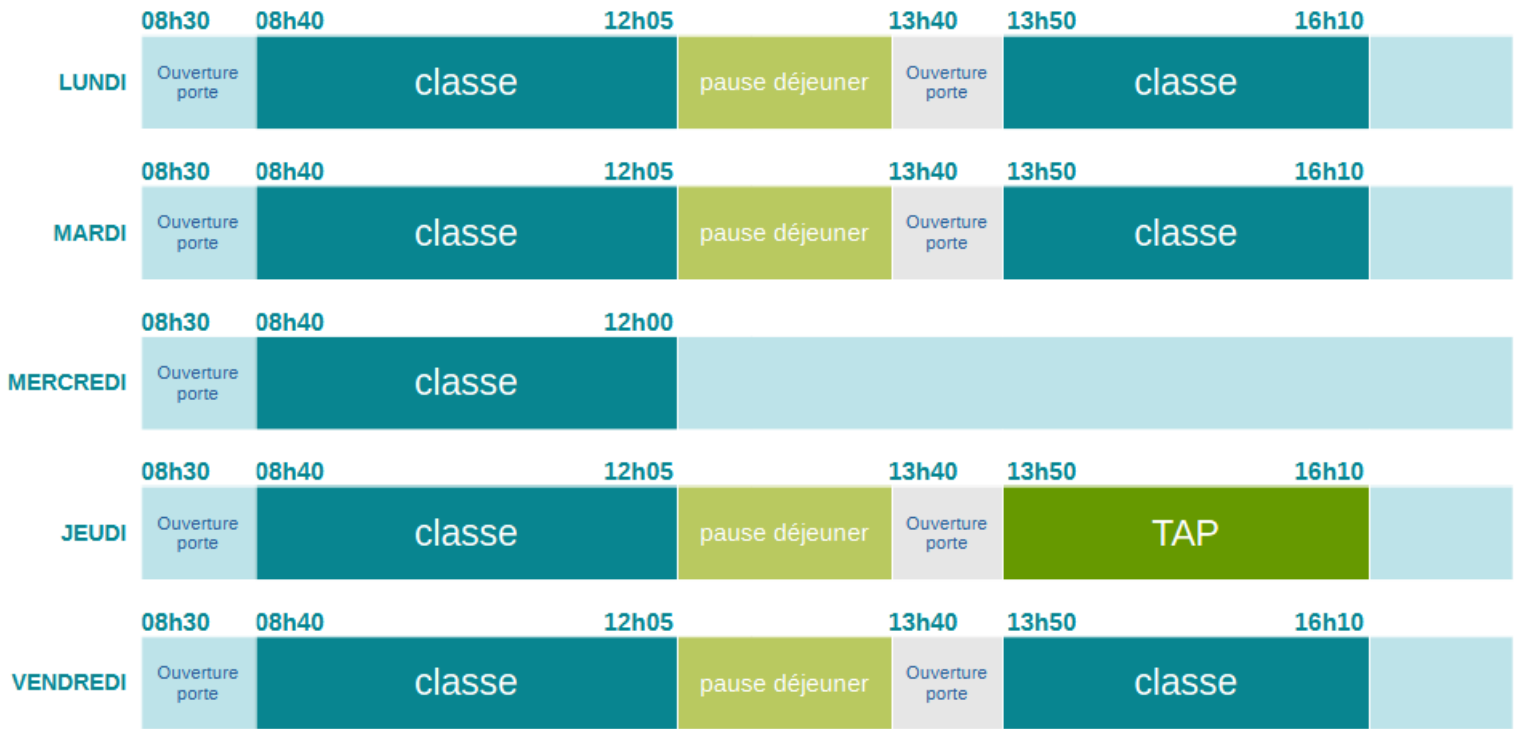 08h30 08h40 12h05 13h40 13h50 16h10
LUNDI Ouverture porte classe pause déjeuner Ouverture porte classe
08h30 08h40 12h05 13h40 13h50 16h10
MARDI Ouverture porte classe pause déjeuner Ouverture porte classe
08h30 08h40 12h00
MERCREDI Ouverture porte classe
08h30 08h40 12h05 13h40 13h50 16h10
JEUDI Ouverture porte classe pause déjeuner Ouverture porte TAP
08h30 08h40 12h05 13h40 13h50 16h10
VENDREDI Ouverture porte classe pause déjeuner Ouverture porte classe